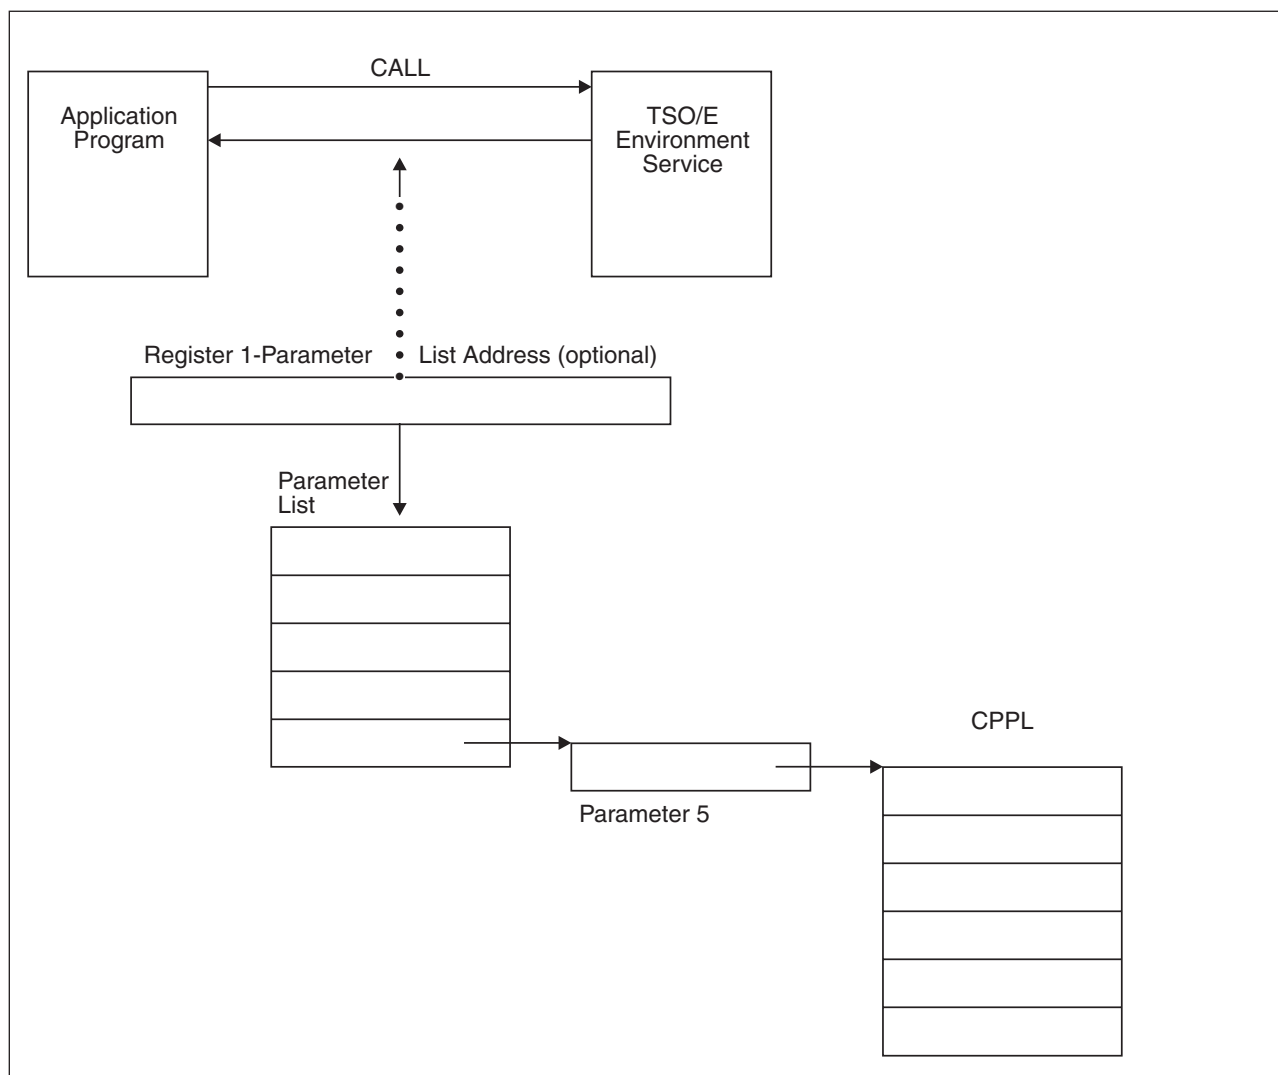 CALL
Application
Program
TSO/E
Environment
Service
Register 1-Parameter List Address (optional)
Parameter
List
CPPL
Parameter 5